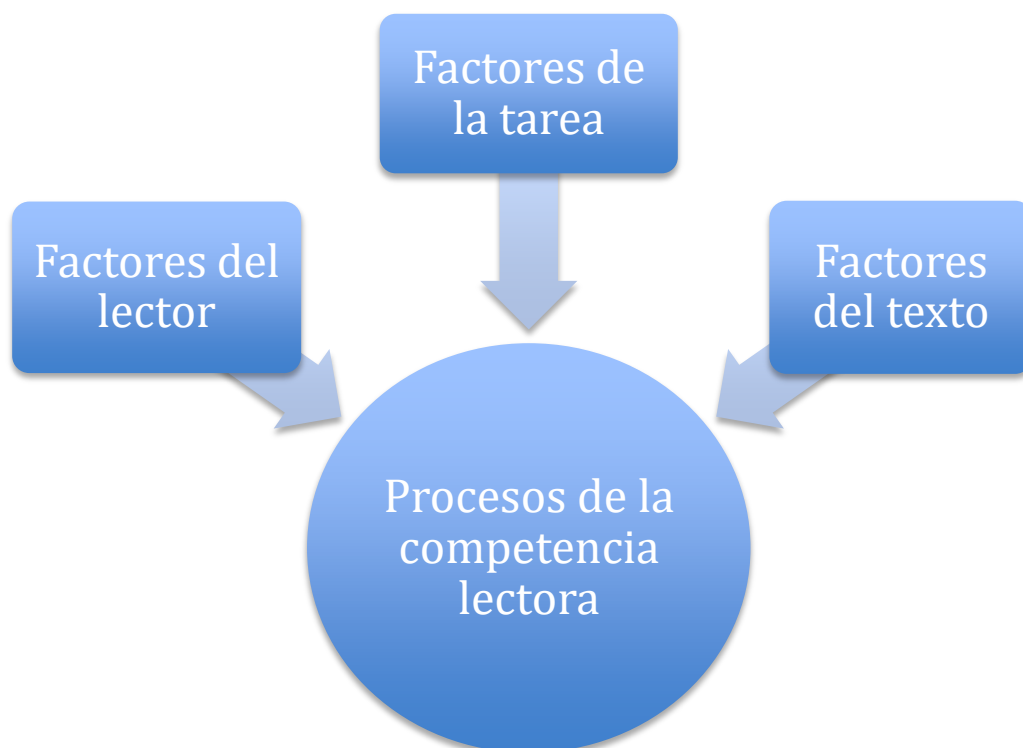 Factores de
la tarea
Factores del
lector
Factores
del texto
Procesos de la
competencia
lectora